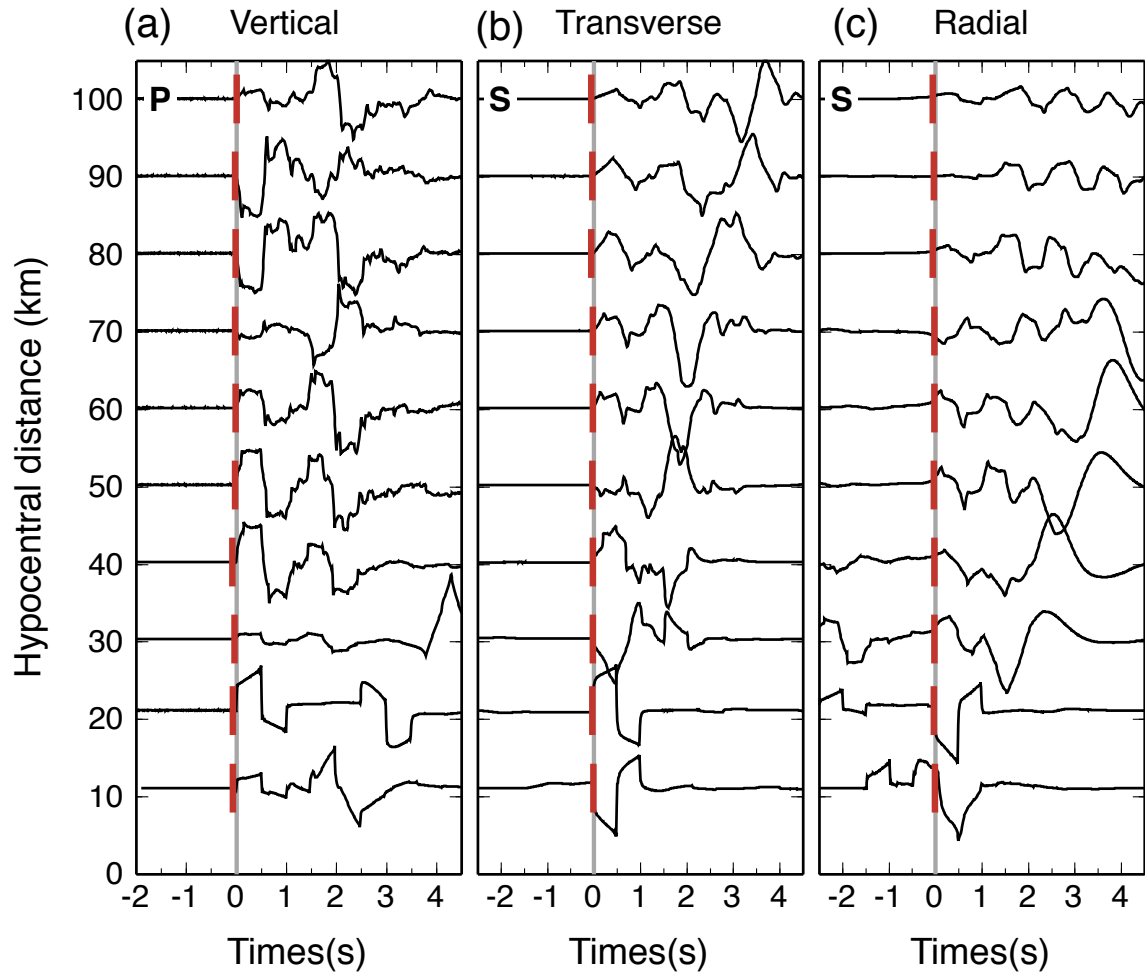 (a) Vertical (b) Transverse (c) Radial
P S S
100
90
80
70
60
50
40
30
20
10
0
Hypocentral distance (km)
-2 -1 0 1 2 3 4 -2 -1 0 1 2 3 4 -2 -1 0 1 2 3 4
Times(s) Times(s) Times(s)